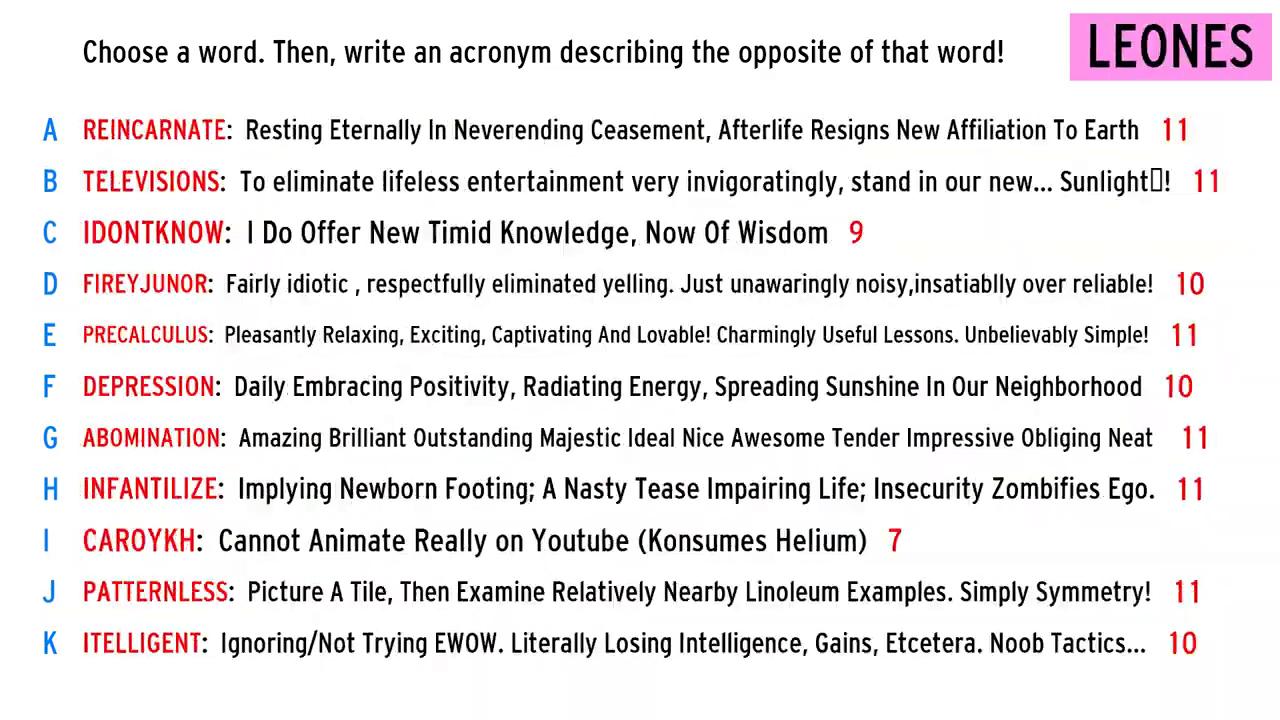 Choose a word. Then, write an acronym describing the opposite of that word!
LEONES
A REINCARNATE: Resting Eternally In Neverending Ceasement, Afterlife Resigns New Affiliation To Earth 11
B TELEVISIONS: To eliminate lifeless entertainment very invigoratingly, stand in our new... Sunlight▯! 11
C IDONTKNOW: I Do Offer New Timid Knowledge, Now Of Wisdom 9
D FIREYJUNOR: Fairly idiotic , respectfully eliminated yelling. Just unawaringly noisy,insatiablly over reliable! 10
E PRECALCULUS: Pleasantly Relaxing, Exciting, Captivating And Lovable! Charmingly Useful Lessons. Unbelievably Simple! 11
F DEPRESSION: Daily Embracing Positivity, Radiating Energy, Spreading Sunshine In Our Neighborhood 10
G ABOMINATION: Amazing Brilliant Outstanding Majestic Ideal Nice Awesome Tender Impressive Obliging Neat 11
H INFANTILIZE: Implying Newborn Footing; A Nasty Tease Impairing Life; Insecurity Zombifies Ego. 11
I CAROYKH: Cannot Animate Really on Youtube (Konsumes Helium) 7
J PATTERNLESS: Picture A Tile, Then Examine Relatively Nearby Linoleum Examples. Simply Symmetry! 11
K ITELLIGENT: Ignoring/Not Trying EWOW. Literally Losing Intelligence, Gains, Etcetera. Noob Tactics... 10